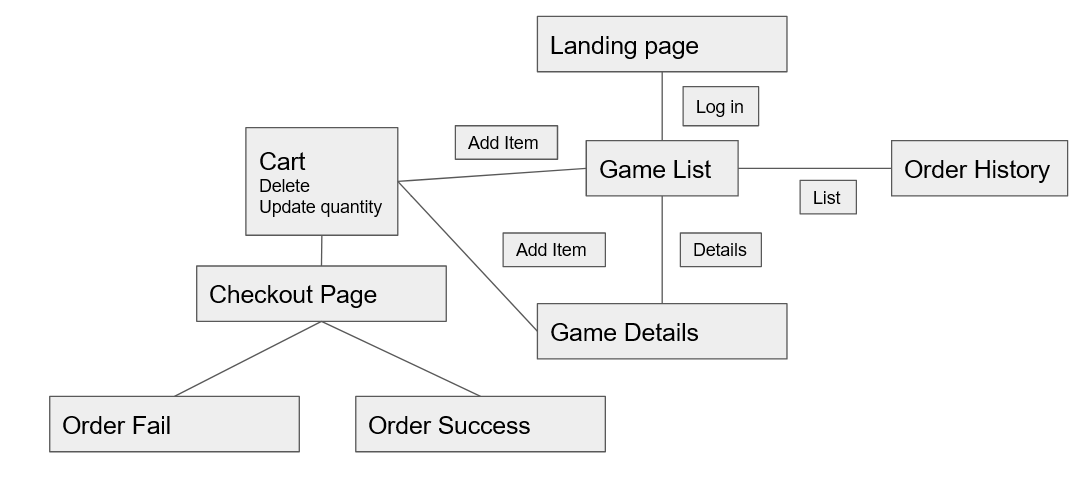 Landing page
Log in
Add Item
Cart
Delete
Update quantity
Game List
Order History
List
Add Item
Details
Checkout Page
Game Details
Order Fail
Order Success